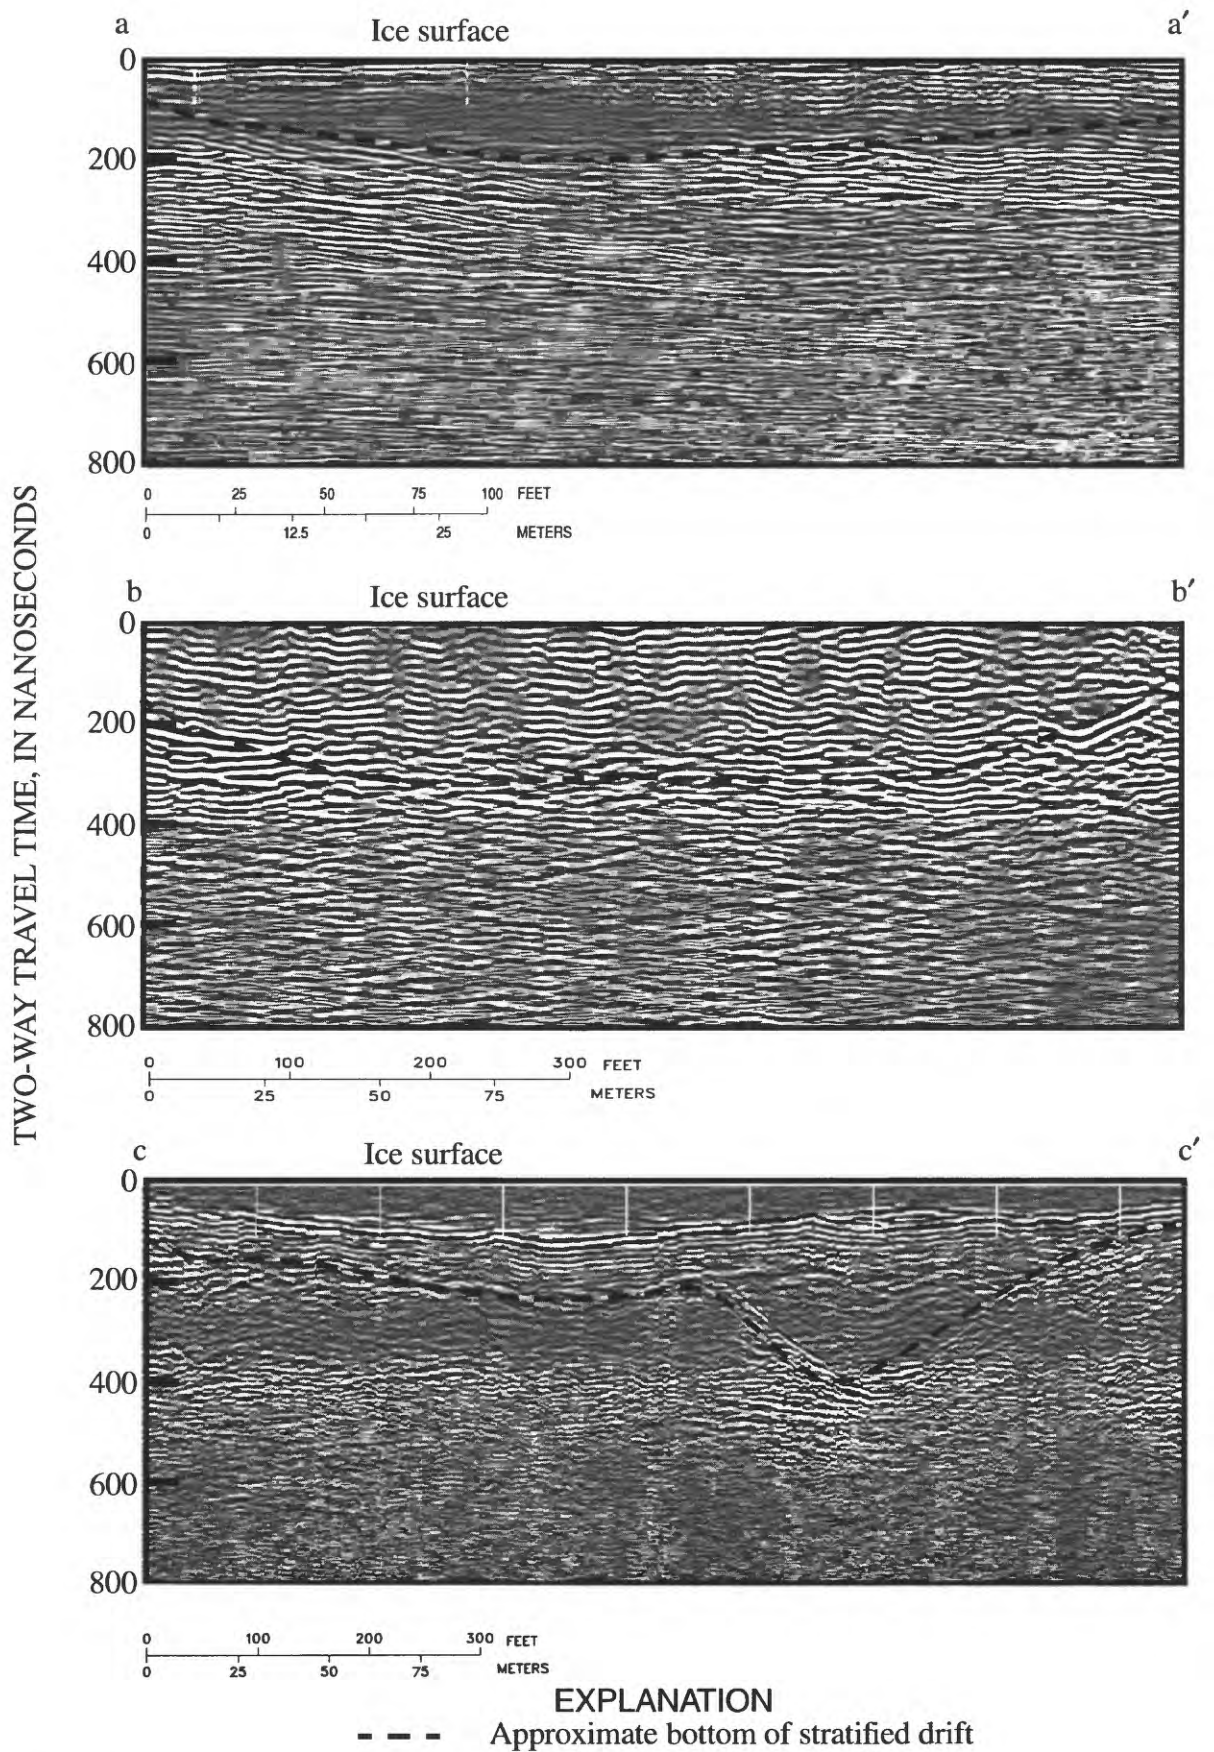 a Ice surface a′
0
200
400
600
800
0 25 50 75 100 FEET
0 12.5 25 METERS
TWO-WAY TRAVEL TIME, IN NANOSECONDS
b Ice surface b′
0
200
400
600
800
0 100 200 300 FEET
0 25 50 75 METERS
c Ice surface c′
0
200
400
600
800
0 100 200 300 FEET
0 25 50 75 METERS
EXPLANATION
Approximate bottom of stratified drift